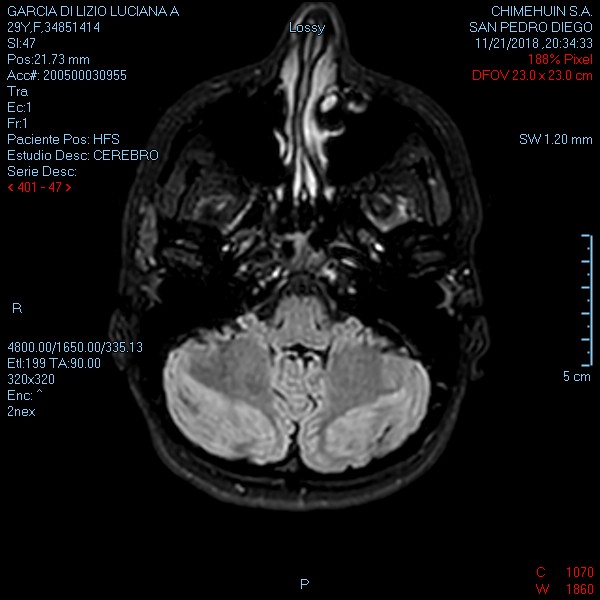 GARCIA DI LIZIO LUCIANA A
29Y,F,34851414
Sl:47
Pos:21.73 mm
Acc#: 200500030955
Tra
Ec:1
Fr:1
Paciente Pos: HFS
Estudio Desc: CEREBRO
Serie Desc:
< 401 - 47 >
Lossy
CHIMEHUIN S.A.
SAN PEDRO DIEGO
11/21/2018 ,20:34:33
188% Pixel
DFOV 23.0 x 23.0 cm
SW 1.20 mm
R
4800.00/1650.00/335.13
Etl:199 TA:90.00
320x320
Enc: ^
2nex
5 cm
P
C 1070
W 1860